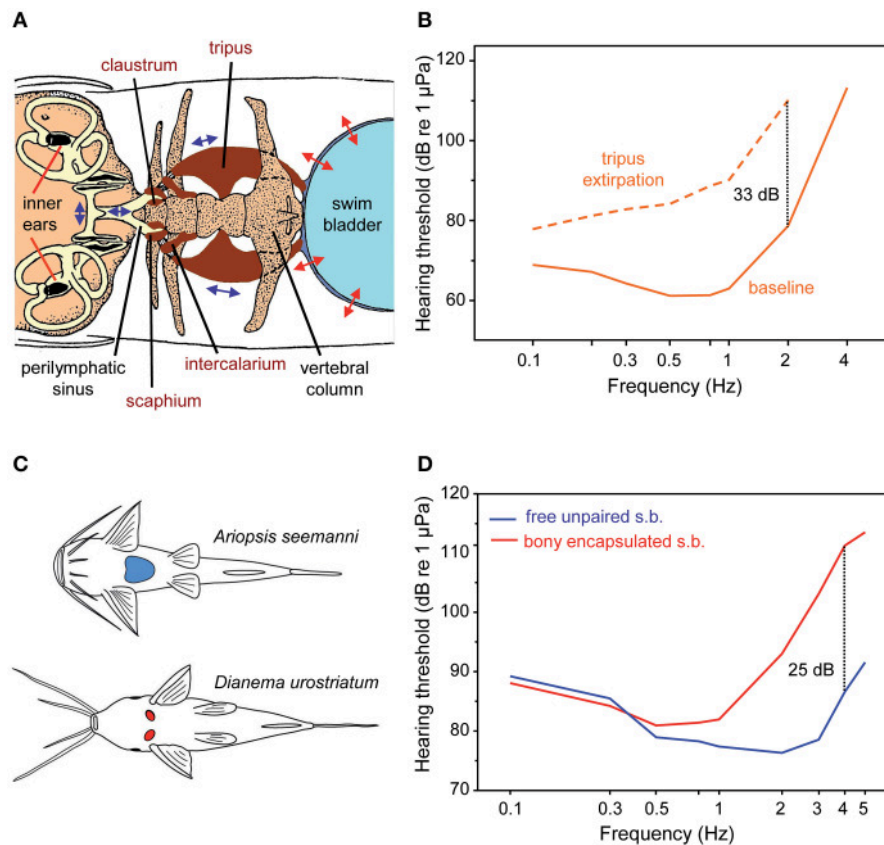 A
claustrum
tripus
inner
ears
swim
bladder
perilymphatic
sinus
scaphium
intercalarium
vertebral
column
B
Hearing threshold (dB re 1 µPa)
120
100
80
60
tripus
extirpation
33 dB
baseline
0.1 0.3 0.5 1 2 4
Frequency (Hz)
C
Ariopsis seemanni
Dianema urostriatum
D
Hearing threshold (dB re 1 µPa)
120
110
100
90
80
70
free unpaired s.b.
bony encapsulated s.b.
25 dB
0.1 0.3 0.5 1 2 3 4 5
Frequency (Hz)